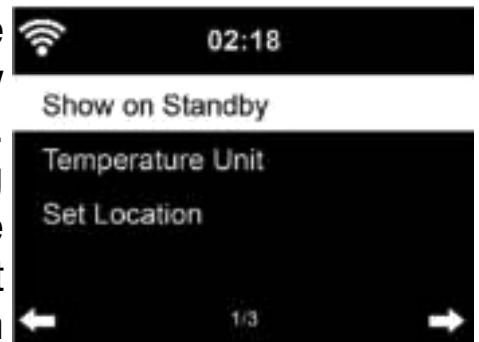 02:18
Show on Standby
Temperature Unit
Set Location
1/3